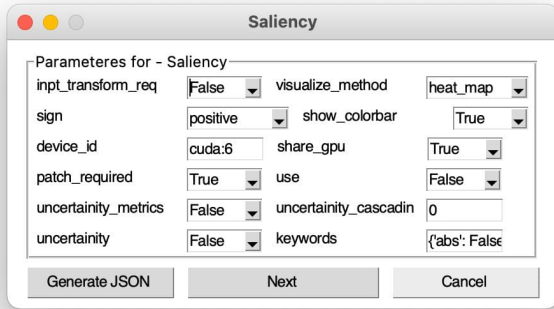 Saliency
Parameteres for - Saliency
inpt_transform_req False visualize_method heat_map
sign positive show_colorbar True
device_id cuda:6 share_gpu True
patch_required True use False
uncertainity_metrics False uncertainity_cascadin 0
uncertainity False keywords {'abs': False
Generate JSON Next Cancel